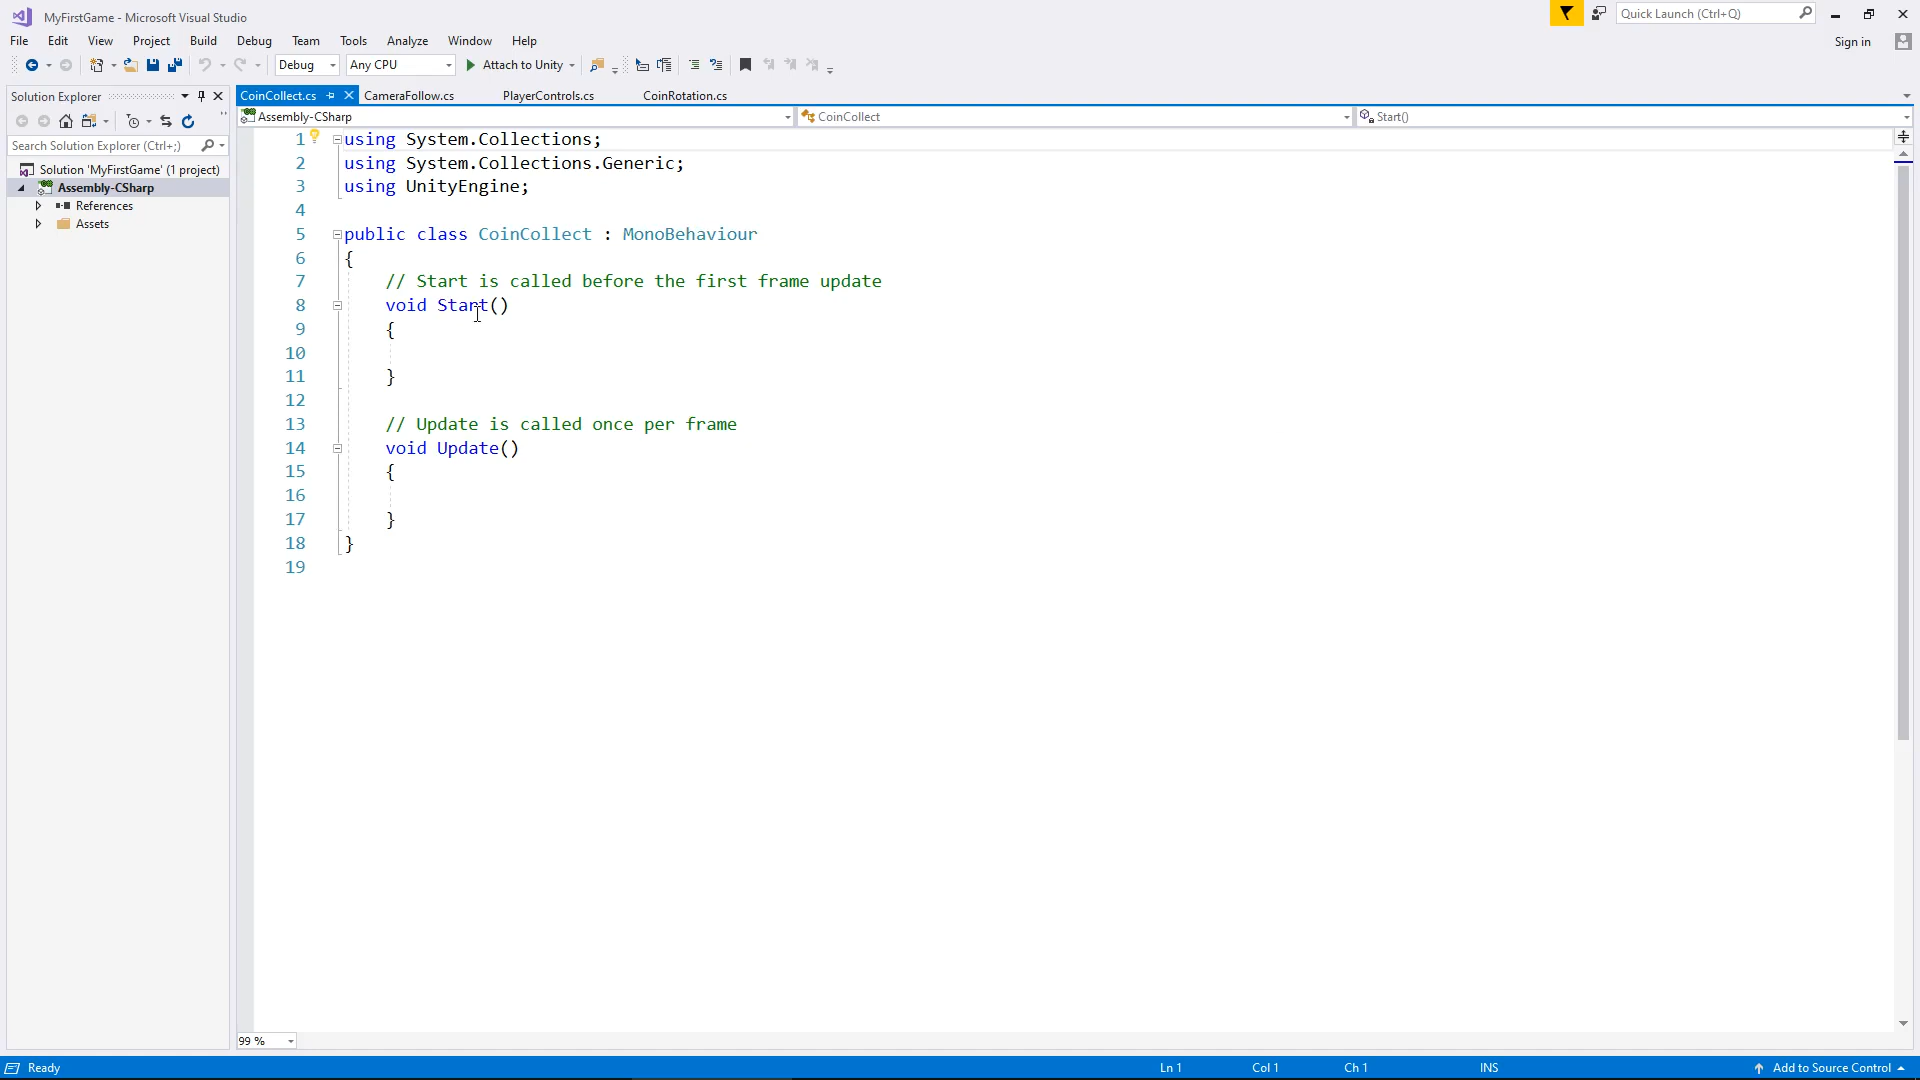 MyFirstGame - Microsoft Visual Studio
Quick Launch (Ctrl+Q)
File Edit View Project Build Debug Team Tools Analyze Window Help
Sign in
Debug Any CPU Attach to Unity
Solution Explorer
CoinCollect.cs CameraFollow.cs PlayerControls.cs CoinRotation.cs
Assembly-CSharp CoinCollect Start()
Search Solution Explorer (Ctrl+;)
Solution 'MyFirstGame' (1 project)
Assembly-CSharp
References
Assets
1 using System.Collections;
2 using System.Collections.Generic;
3 using UnityEngine;
4
5 public class CoinCollect : MonoBehaviour
6 {
7 // Start is called before the first frame update
8 void Start()
9 {
10
11 }
12
13 // Update is called once per frame
14 void Update()
15 {
16
17 }
18 }
19
99 %
Ready Ln 1 Col 1 Ch 1 INS Add to Source Control